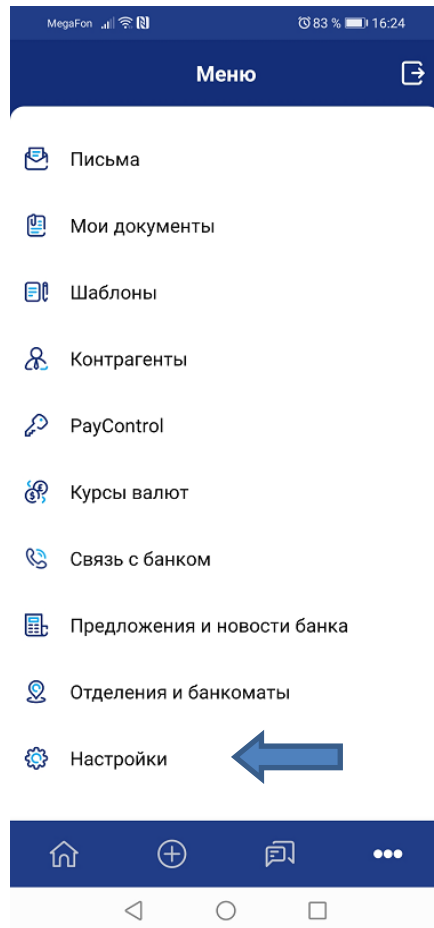 MegaFon 83 % 16:24
Меню
Письма
Мои документы
Шаблоны
Контрагенты
PayControl
Курсы валют
Связь с банком
Предложения и новости банка
Отделения и банкоматы
Настройки